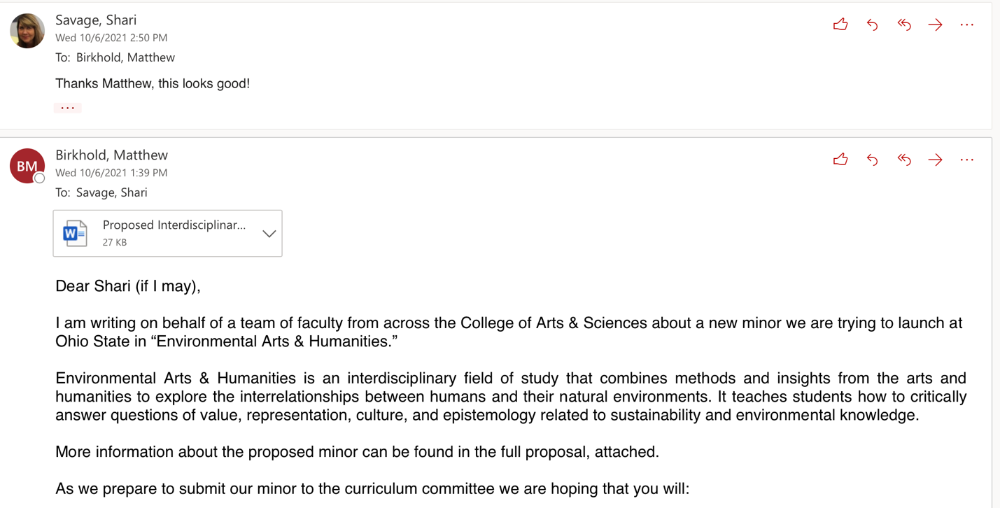 Savage, Shari
Wed 10/6/2021 2:50 PM
To: Birkhold, Matthew
Thanks Matthew, this looks good!
...
BM
Birkhold, Matthew
Wed 10/6/2021 1:39 PM
To: Savage, Shari
W
Proposed Interdisciplinar...
27 KB
Dear Shari (if I may),
I am writing on behalf of a team of faculty from across the College of Arts & Sciences about a new minor we are trying to launch at
Ohio State in “Environmental Arts & Humanities.”
Environmental Arts & Humanities is an interdisciplinary field of study that combines methods and insights from the arts and
humanities to explore the interrelationships between humans and their natural environments. It teaches students how to critically
answer questions of value, representation, culture, and epistemology related to sustainability and environmental knowledge.
More information about the proposed minor can be found in the full proposal, attached.
As we prepare to submit our minor to the curriculum committee we are hoping that you will: